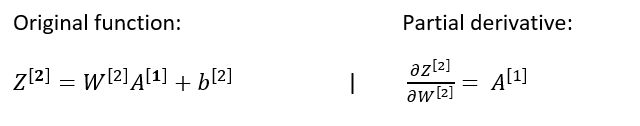 Original function: Partial derivative:
Z^[2] = W^[2]A^[1] + b^[2] | ∂Z^[2]/∂W^[2] = A^[1]